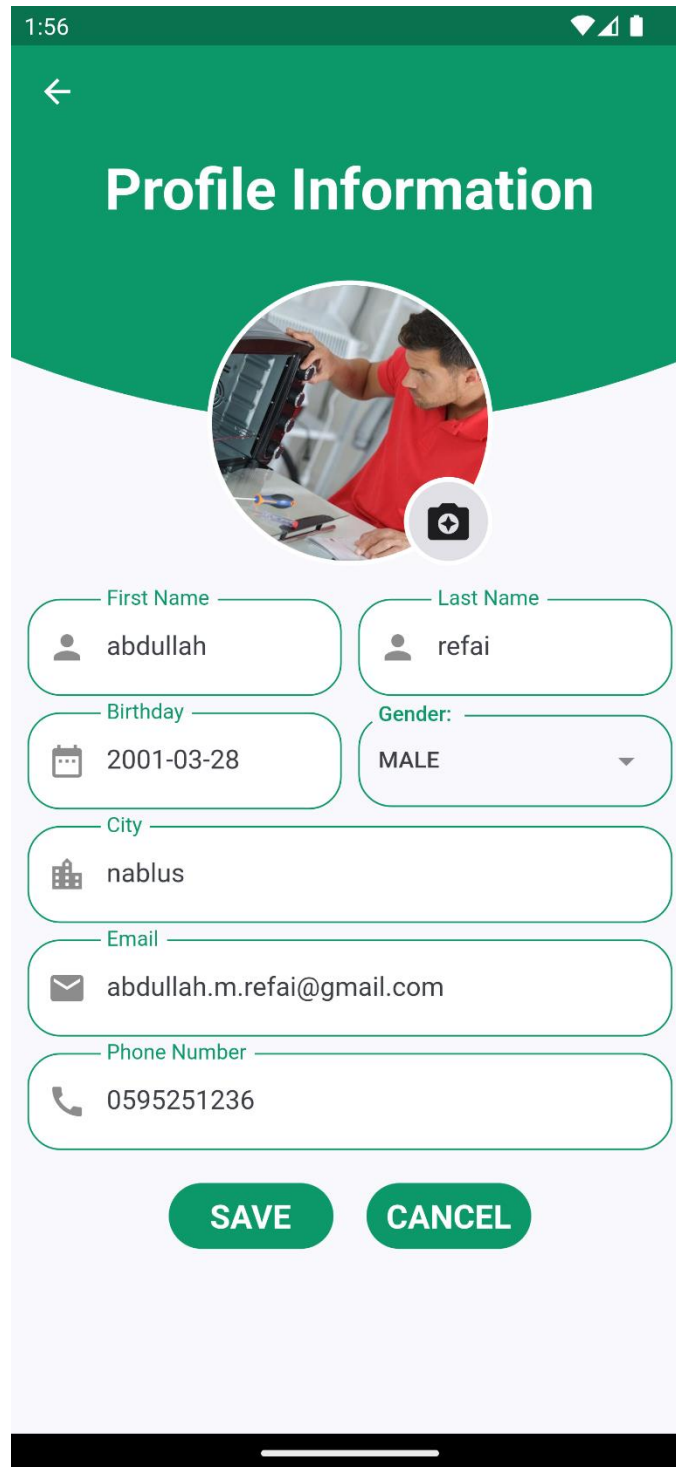 1:56
Profile Information
First Name
Last Name
abdullah
refai
Birthday
Gender:
2001-03-28
MALE
City
nablus
Email
abdullah.m.refai@gmail.com
Phone Number
0595251236
SAVE
CANCEL